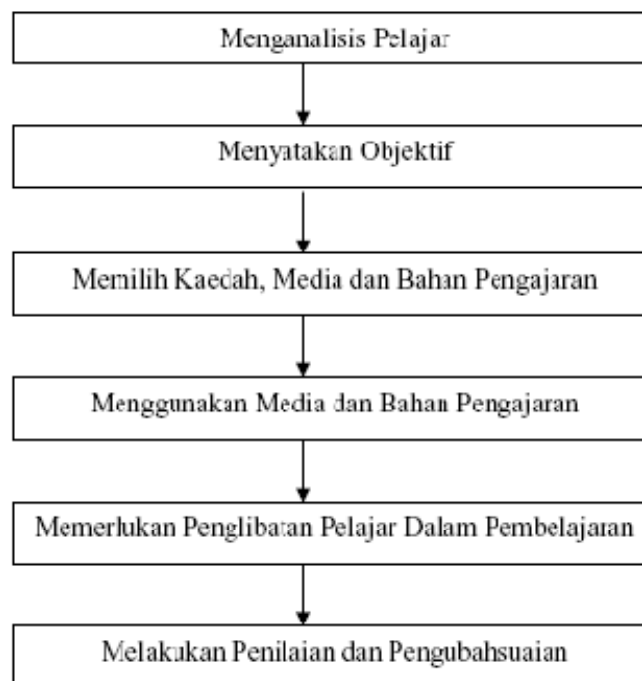 Menganalisis Pelajar
Menyatakan Objektif
Memilih Kaedah, Media dan Bahan Pengajaran
Menggunakan Media dan Bahan Pengajaran
Memerlukan Penglibatan Pelajar Dalam Pembelajaran
Melakukan Penilaian dan Pengubahsuaian